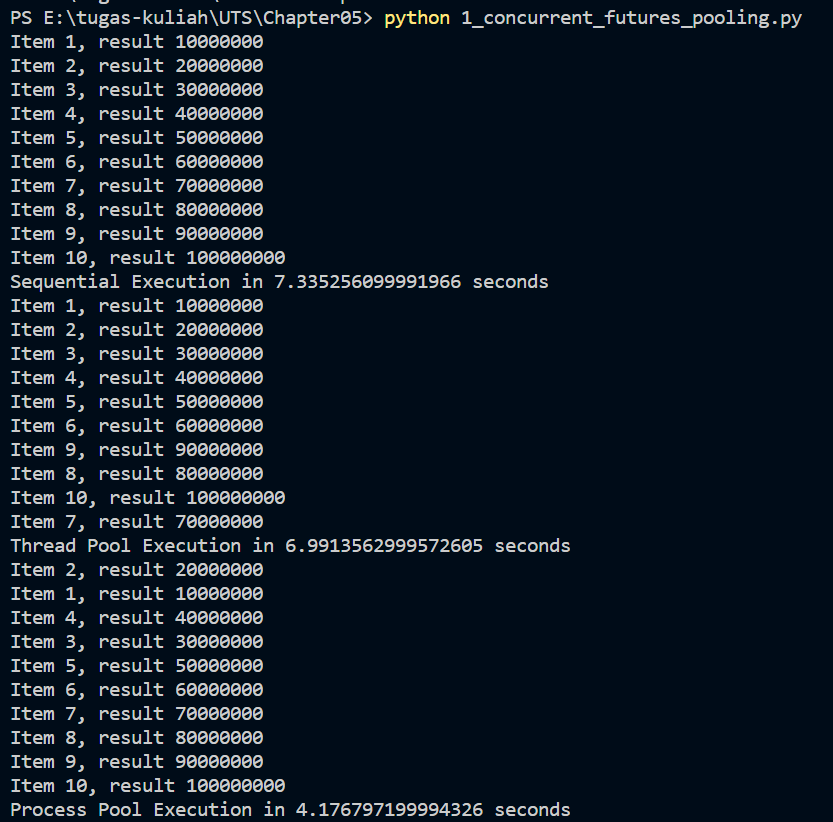 PS E:\tugas-kuliah\UTS\Chapter05> python 1_concurrent_futures_pooling.py
Item 1, result 10000000
Item 2, result 20000000
Item 3, result 30000000
Item 4, result 40000000
Item 5, result 50000000
Item 6, result 60000000
Item 7, result 70000000
Item 8, result 80000000
Item 9, result 90000000
Item 10, result 100000000
Sequential Execution in 7.335256099991966 seconds
Item 1, result 10000000
Item 2, result 20000000
Item 3, result 30000000
Item 4, result 40000000
Item 5, result 50000000
Item 6, result 60000000
Item 9, result 90000000
Item 8, result 80000000
Item 10, result 100000000
Item 7, result 70000000
Thread Pool Execution in 6.9913562999572605 seconds
Item 2, result 20000000
Item 1, result 10000000
Item 4, result 40000000
Item 3, result 30000000
Item 5, result 50000000
Item 6, result 60000000
Item 7, result 70000000
Item 8, result 80000000
Item 9, result 90000000
Item 10, result 100000000
Process Pool Execution in 4.176797199994326 seconds